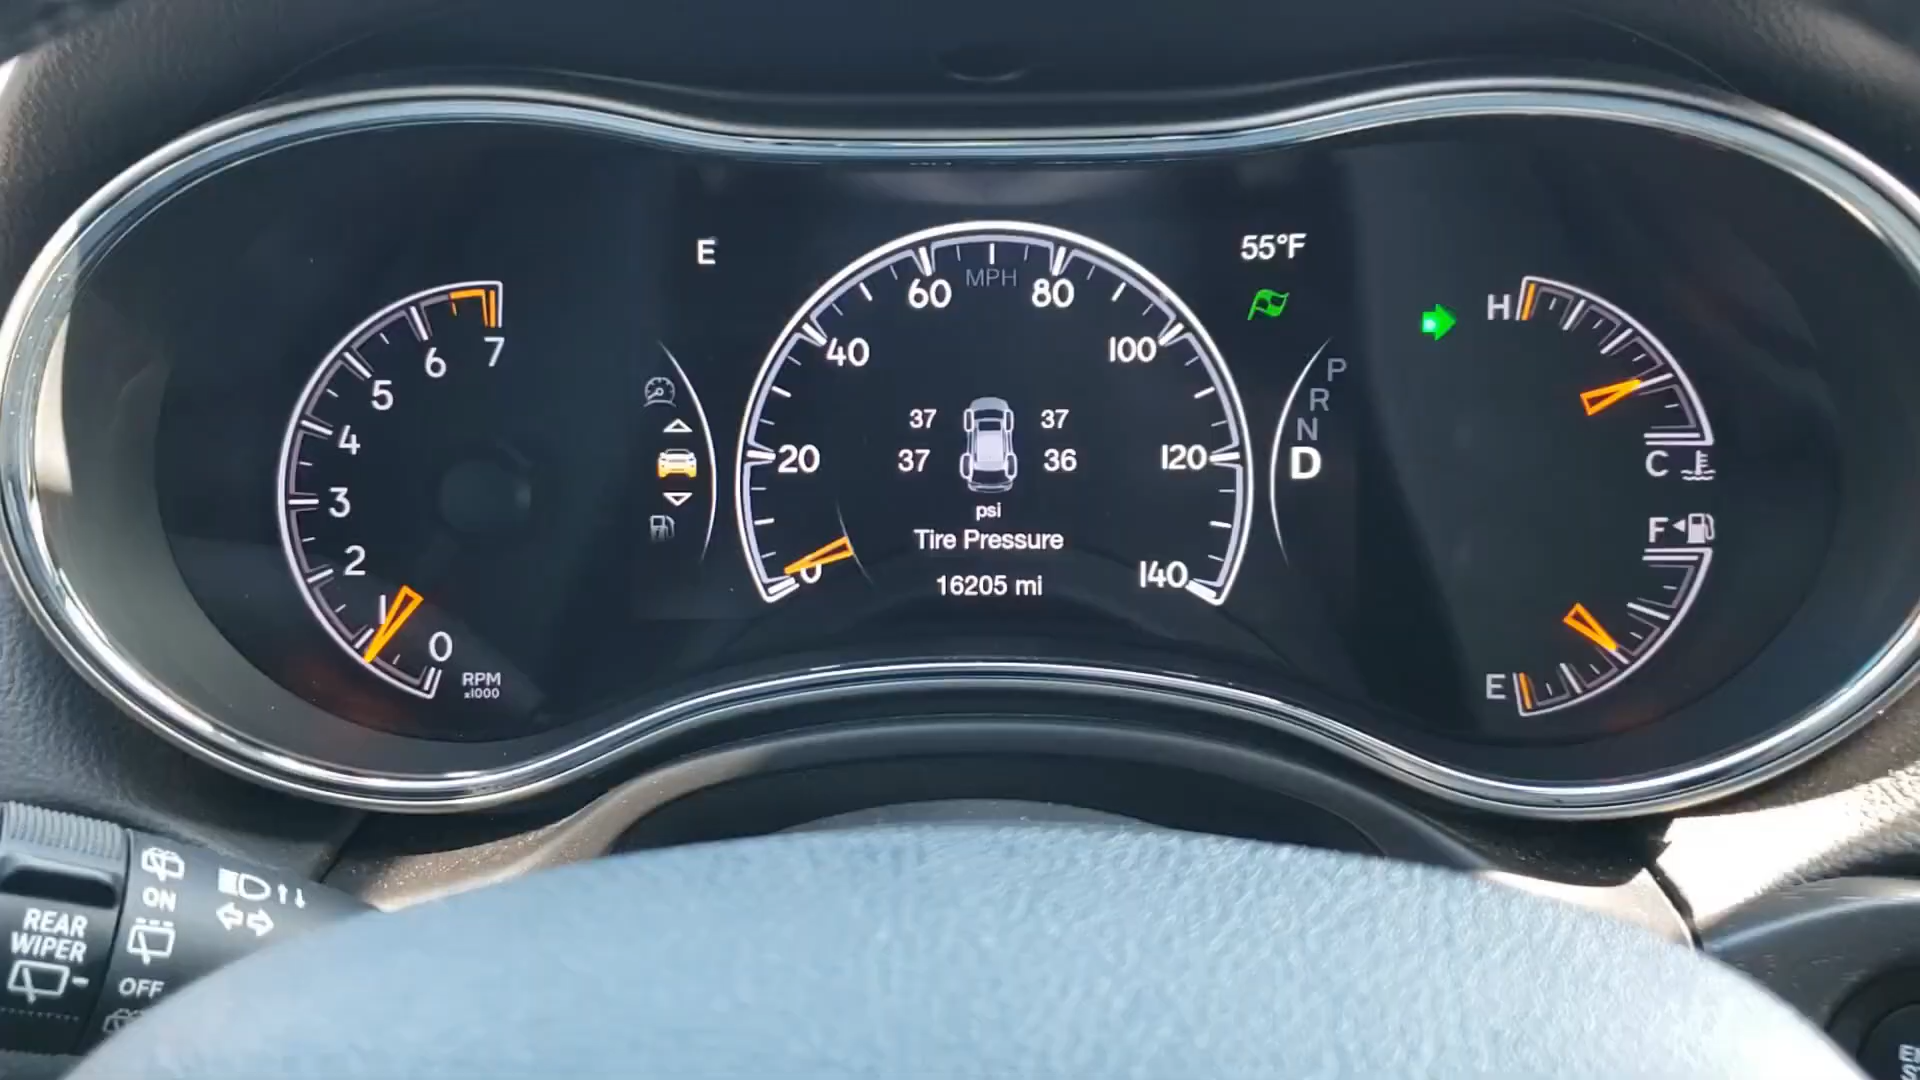 E
55°F
7
6
5
4
3
2
1
0
RPM
x1000
MPH
0
20
40
60
80
100
120
140
37 37
37 36
psi
Tire Pressure
16205 mi
P
R
N
D
H
C
F
E
ON
REAR
WIPER
OFF